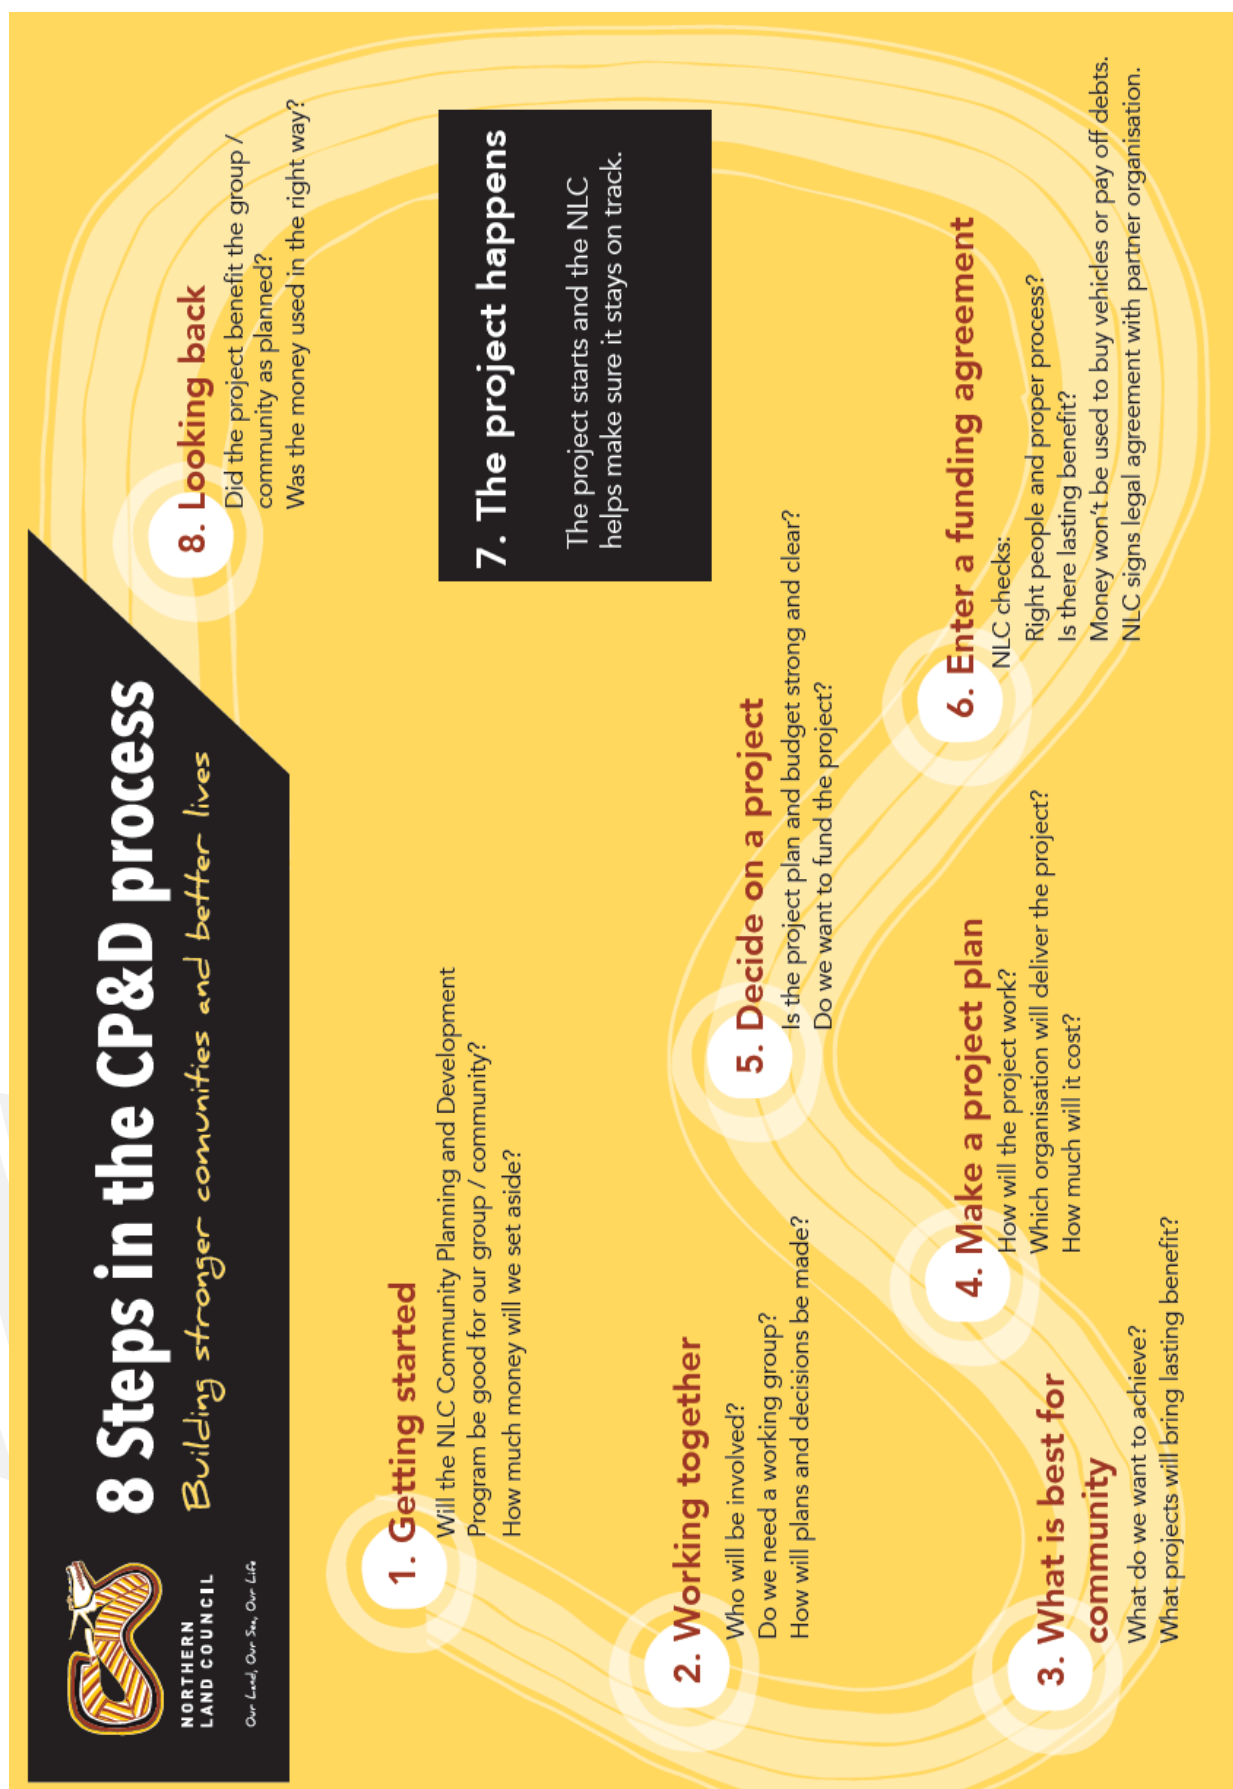 8 Steps in the CP&D process
Building stronger comunities and better lives
NORTHERN
LAND COUNCIL
Our Land, Our Sea, Our Life
1. Getting started
Will the NLC Community Planning and Development
Program be good for our group / community?
How much money will we set aside?
2. Working together
Who will be involved?
Do we need a working group?
How will plans and decisions be made?
3. What is best for
community
What do we want to achieve?
What projects will bring lasting benefit?
4. Make a project plan
How will the project work?
Which organisation will deliver the project?
How much will it cost?
5. Decide on a project
Is the project plan and budget strong and clear?
Do we want to fund the project?
6. Enter a funding agreement
NLC checks:
Right people and proper process?
Is there lasting benefit?
Money won't be used to buy vehicles or pay off debts.
NLC signs legal agreement with partner organisation.
7. The project happens
The project starts and the NLC
helps make sure it stays on track.
8. Looking back
Did the project benefit the group /
community as planned?
Was the money used in the right way?